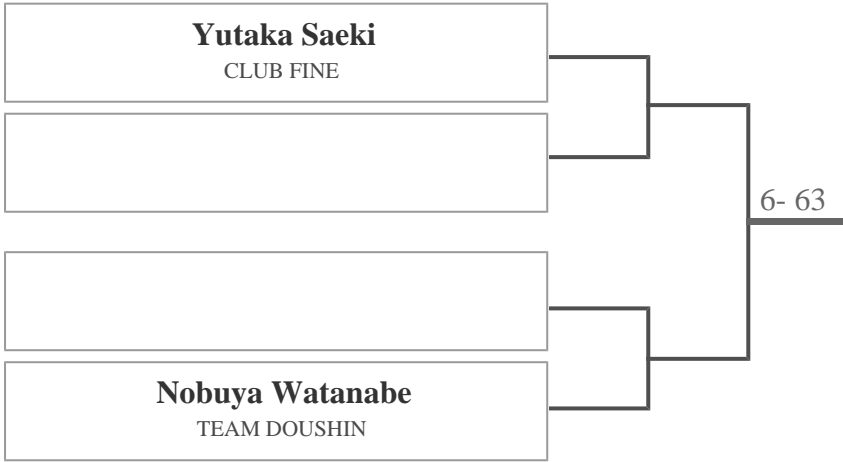 Yutaka Saeki
CLUB FINE
6- 63
Nobuya Watanabe
TEAM DOUSHIN